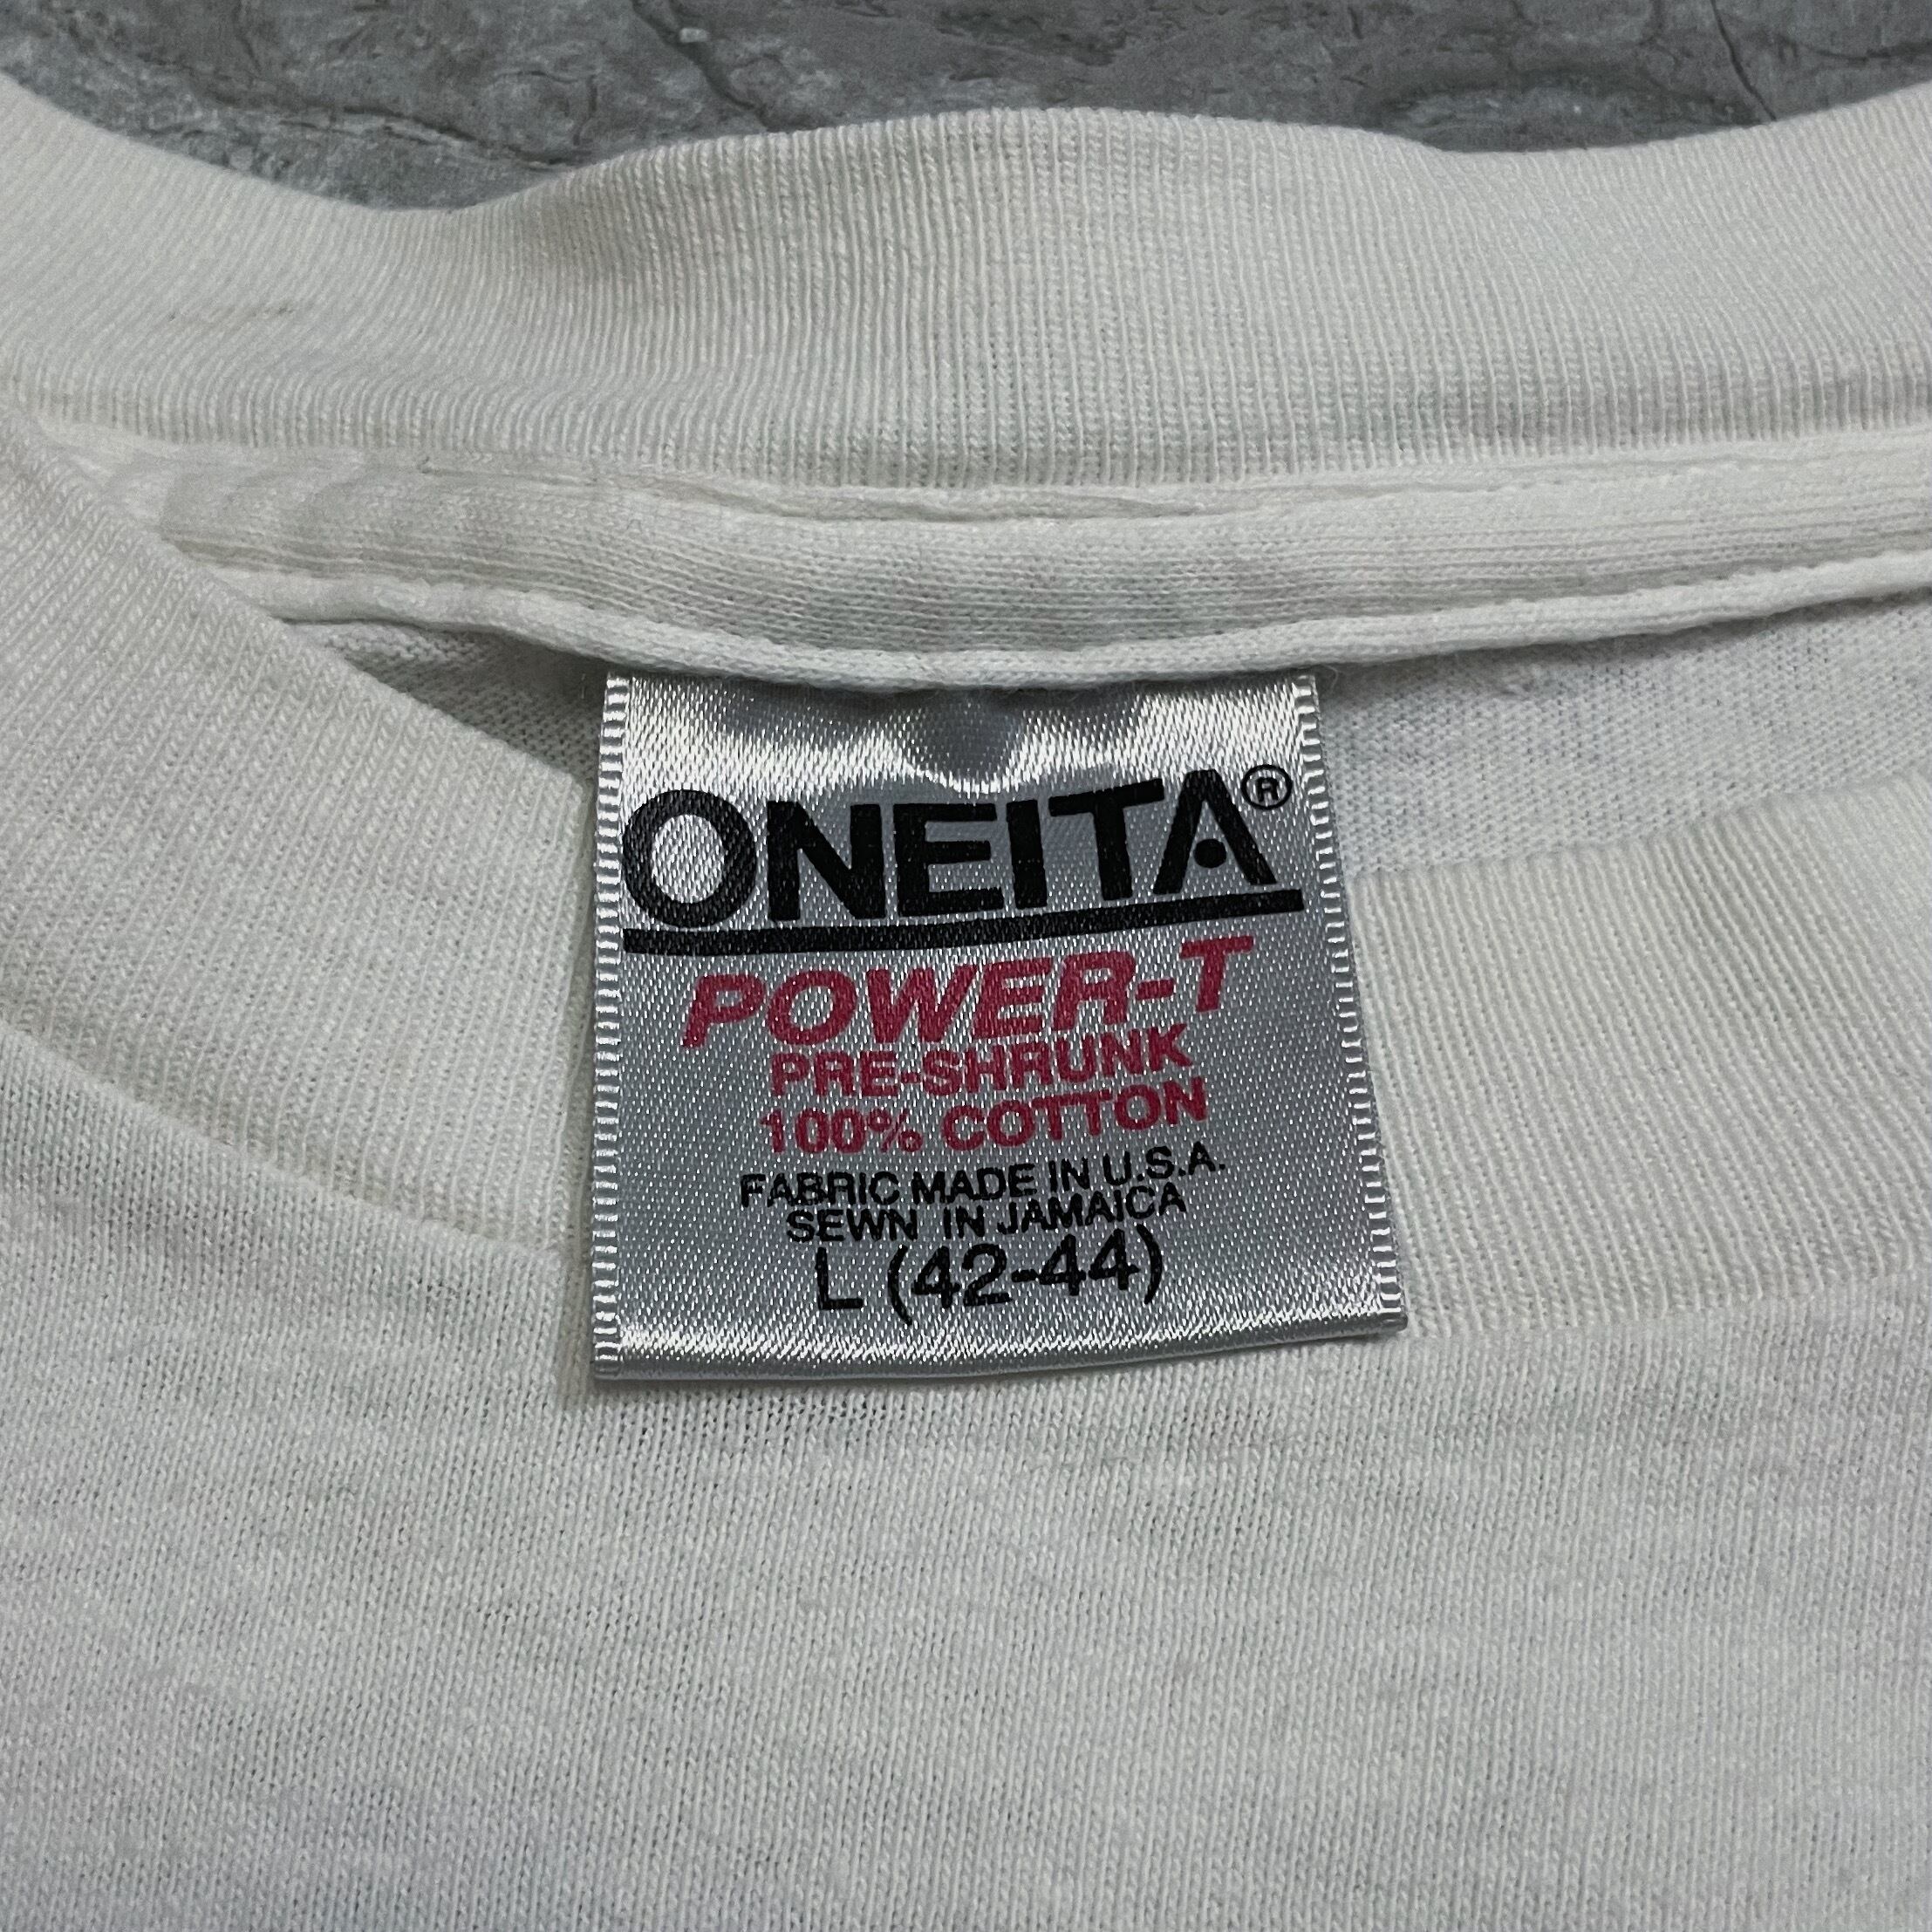 ONEITA®
POWER-T
PRE-SHRUNK
100% COTTON
FABRIC MADE IN U.S.A.
SEWN IN JAMAICA
L (42-44)